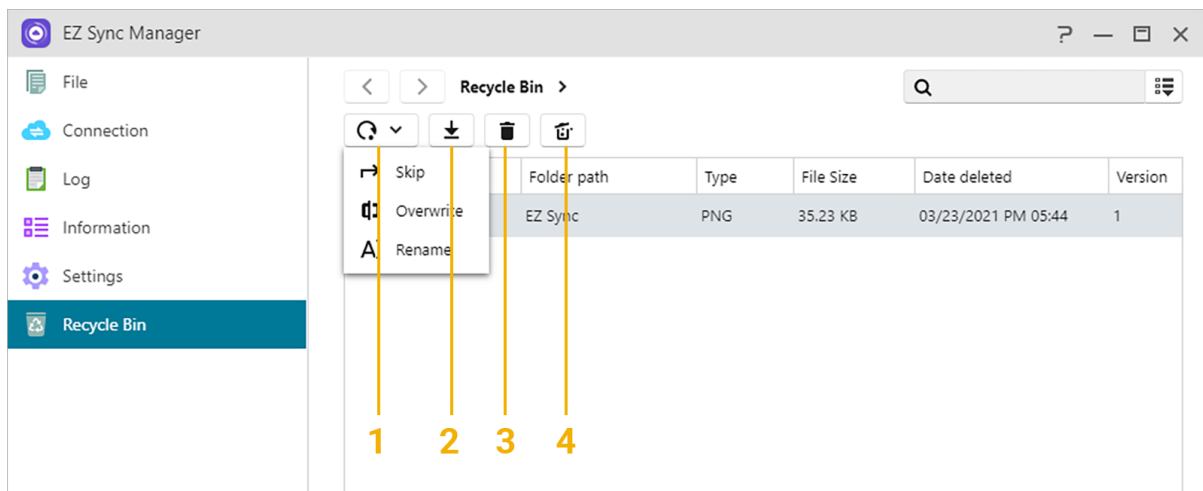 EZ Sync Manager
File
Connection
Log
Information
Settings
Recycle Bin
Recycle Bin
Skip
Overwrite
Rename
Folder path Type File Size Date deleted Version
EZ Sync PNG 35.23 KB 03/23/2021 PM 05:44 1
1 2 3 4